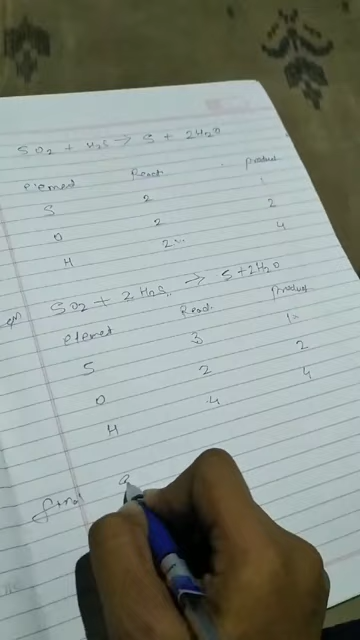 SO2 + H2S → S + 2H2O
Element React. Product
S 2 1
O 2 2
H 2 4
SO2 + 2H2S → S + 2H2O
Elemet React. Product
S 3 1
O 2 2
H 4 4
final